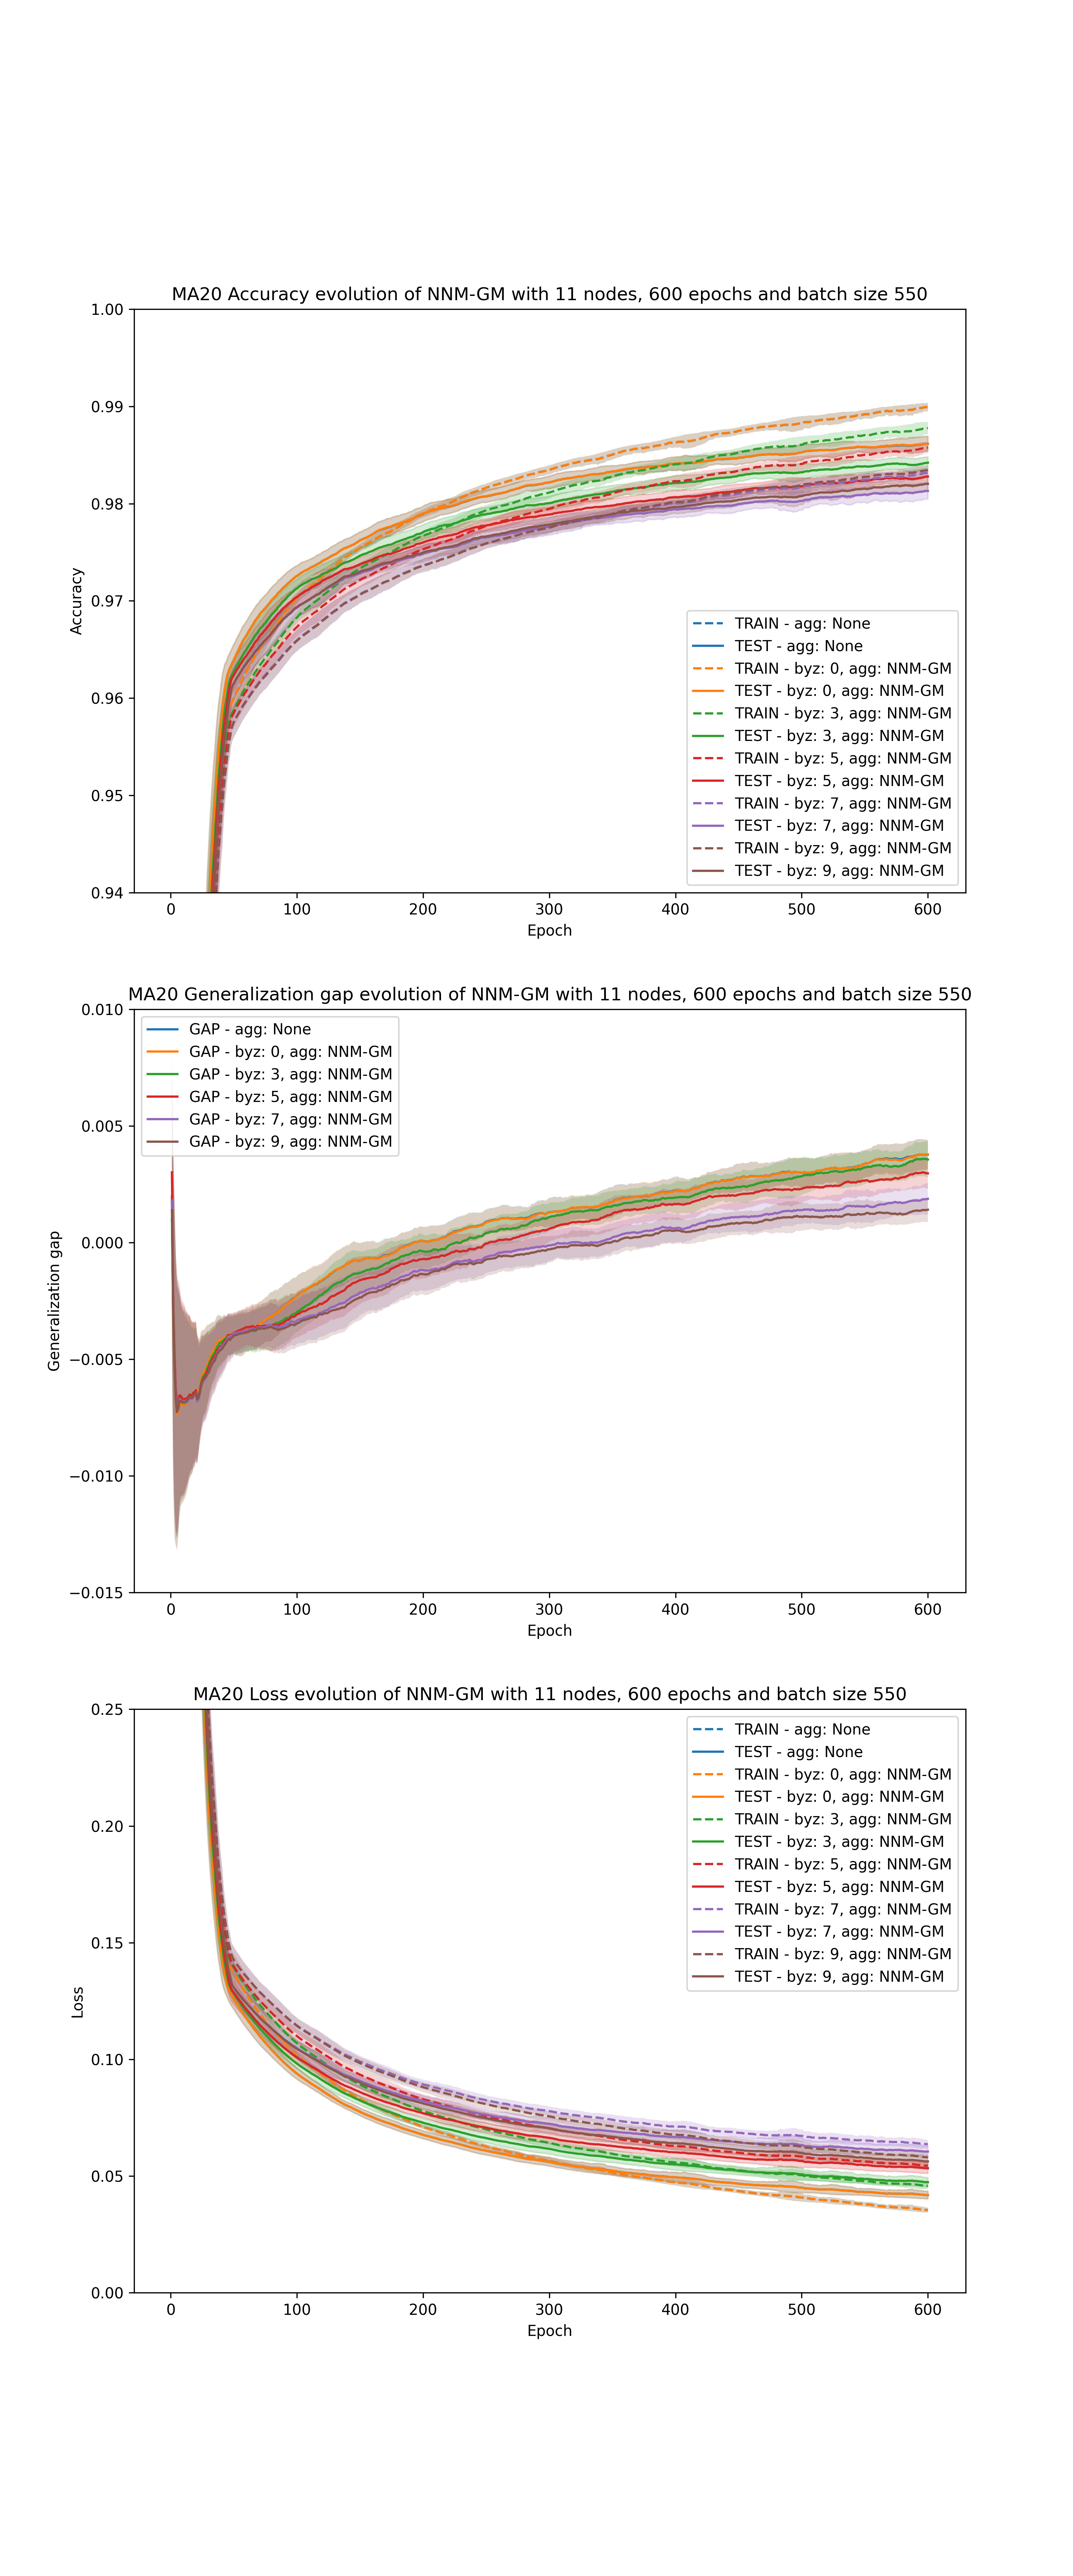 MA20 Accuracy evolution of NNM-GM with 11 nodes, 600 epochs and batch size 550
1.00
0.99
0.98
0.97
0.96
0.95
0.94
Accuracy
TRAIN - agg: None
TEST - agg: None
TRAIN - byz: 0, agg: NNM-GM
TEST - byz: 0, agg: NNM-GM
TRAIN - byz: 3, agg: NNM-GM
TEST - byz: 3, agg: NNM-GM
TRAIN - byz: 5, agg: NNM-GM
TEST - byz: 5, agg: NNM-GM
TRAIN - byz: 7, agg: NNM-GM
TEST - byz: 7, agg: NNM-GM
TRAIN - byz: 9, agg: NNM-GM
TEST - byz: 9, agg: NNM-GM
0 100 200 300 400 500 600
Epoch
MA20 Generalization gap evolution of NNM-GM with 11 nodes, 600 epochs and batch size 550
0.010
0.005
0.000
−0.005
−0.010
−0.015
Generalization gap
GAP - agg: None
GAP - byz: 0, agg: NNM-GM
GAP - byz: 3, agg: NNM-GM
GAP - byz: 5, agg: NNM-GM
GAP - byz: 7, agg: NNM-GM
GAP - byz: 9, agg: NNM-GM
0 100 200 300 400 500 600
Epoch
MA20 Loss evolution of NNM-GM with 11 nodes, 600 epochs and batch size 550
0.25
0.20
0.15
0.10
0.05
0.00
Loss
TRAIN - agg: None
TEST - agg: None
TRAIN - byz: 0, agg: NNM-GM
TEST - byz: 0, agg: NNM-GM
TRAIN - byz: 3, agg: NNM-GM
TEST - byz: 3, agg: NNM-GM
TRAIN - byz: 5, agg: NNM-GM
TEST - byz: 5, agg: NNM-GM
TRAIN - byz: 7, agg: NNM-GM
TEST - byz: 7, agg: NNM-GM
TRAIN - byz: 9, agg: NNM-GM
TEST - byz: 9, agg: NNM-GM
0 100 200 300 400 500 600
Epoch